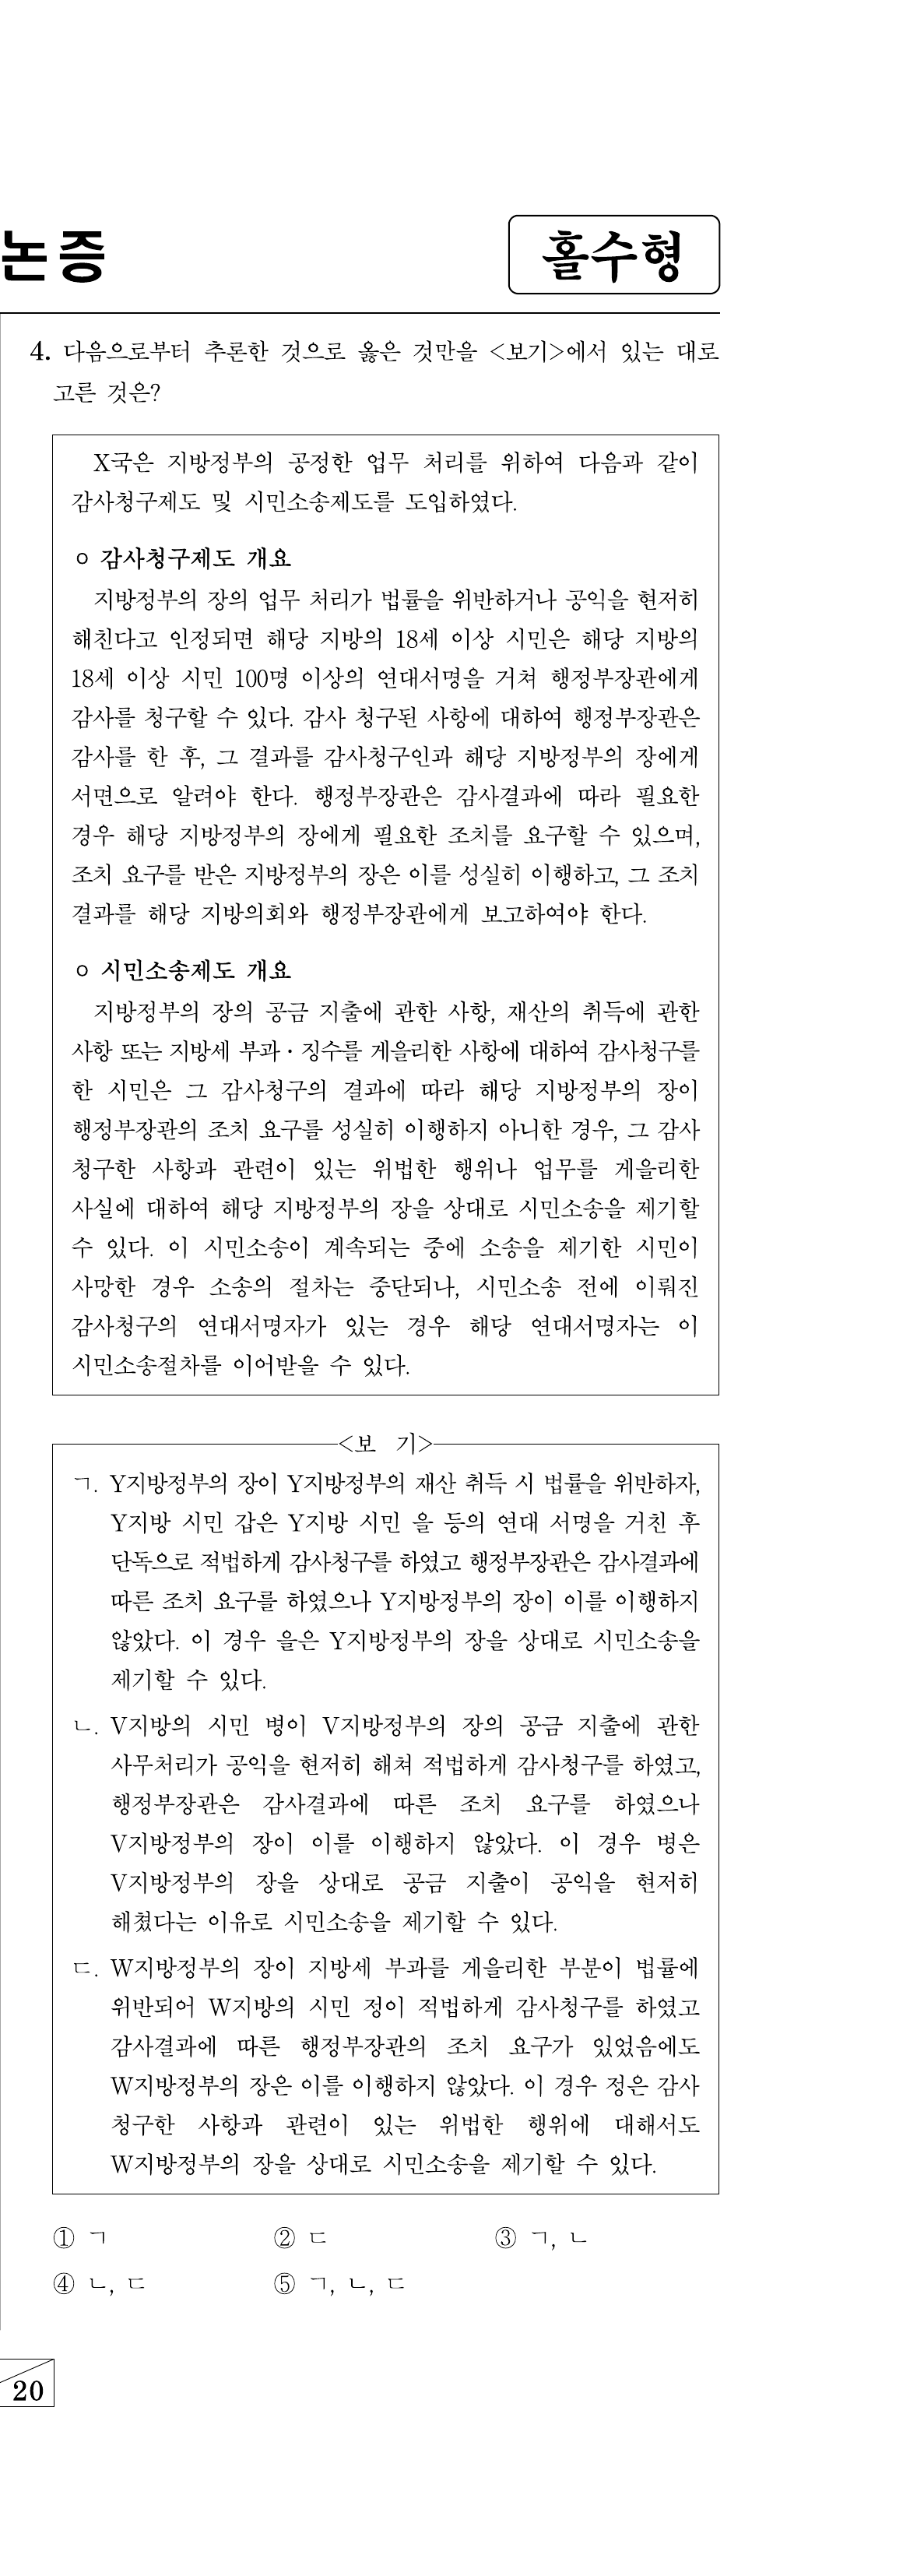 논증
홀수형
4. 다음으로부터 추론한 것으로 옳은 것만을 <보기>에서 있는 대로
고른 것은?
X국은 지방정부의 공정한 업무 처리를 위하여 다음과 같이
감사청구제도 및 시민소송제도를 도입하였다.
○ 감사청구제도 개요
지방정부의 장의 업무 처리가 법률을 위반하거나 공익을 현저히
해친다고 인정되면 해당 지방의 18세 이상 시민은 해당 지방의
18세 이상 시민 100명 이상의 연대서명을 거쳐 행정부장관에게
감사를 청구할 수 있다. 감사 청구된 사항에 대하여 행정부장관은
감사를 한 후, 그 결과를 감사청구인과 해당 지방정부의 장에게
서면으로 알려야 한다. 행정부장관은 감사결과에 따라 필요한
경우 해당 지방정부의 장에게 필요한 조치를 요구할 수 있으며,
조치 요구를 받은 지방정부의 장은 이를 성실히 이행하고, 그 조치
결과를 해당 지방의회와 행정부장관에게 보고하여야 한다.
○ 시민소송제도 개요
지방정부의 장의 공금 지출에 관한 사항, 재산의 취득에 관한
사항 또는 지방세 부과·징수를 게을리한 사항에 대하여 감사청구를
한 시민은 그 감사청구의 결과에 따라 해당 지방정부의 장이
행정부장관의 조치 요구를 성실히 이행하지 아니한 경우, 그 감사
청구한 사항과 관련이 있는 위법한 행위나 업무를 게을리한
사실에 대하여 해당 지방정부의 장을 상대로 시민소송을 제기할
수 있다. 이 시민소송이 계속되는 중에 소송을 제기한 시민이
사망한 경우 소송의 절차는 중단되나, 시민소송 전에 이뤄진
감사청구의 연대서명자가 있는 경우 해당 연대서명자는 이
시민소송절차를 이어받을 수 있다.
<보 기>
ㄱ. Y지방정부의 장이 Y지방정부의 재산 취득 시 법률을 위반하자,
Y지방 시민 갑은 Y지방 시민 을 등의 연대 서명을 거친 후
단독으로 적법하게 감사청구를 하였고 행정부장관은 감사결과에
따른 조치 요구를 하였으나 Y지방정부의 장이 이를 이행하지
않았다. 이 경우 을은 Y지방정부의 장을 상대로 시민소송을
제기할 수 있다.
ㄴ. V지방의 시민 병이 V지방정부의 장의 공금 지출에 관한
사무처리가 공익을 현저히 해쳐 적법하게 감사청구를 하였고,
행정부장관은 감사결과에 따른 조치 요구를 하였으나
V지방정부의 장이 이를 이행하지 않았다. 이 경우 병은
V지방정부의 장을 상대로 공금 지출이 공익을 현저히
해쳤다는 이유로 시민소송을 제기할 수 있다.
ㄷ. W지방정부의 장이 지방세 부과를 게을리한 부분이 법률에
위반되어 W지방의 시민 정이 적법하게 감사청구를 하였고
감사결과에 따른 행정부장관의 조치 요구가 있었음에도
W지방정부의 장은 이를 이행하지 않았다. 이 경우 정은 감사
청구한 사항과 관련이 있는 위법한 행위에 대해서도
W지방정부의 장을 상대로 시민소송을 제기할 수 있다.
① ㄱ ② ㄷ ③ ㄱ, ㄴ
④ ㄴ, ㄷ ⑤ ㄱ, ㄴ, ㄷ
20